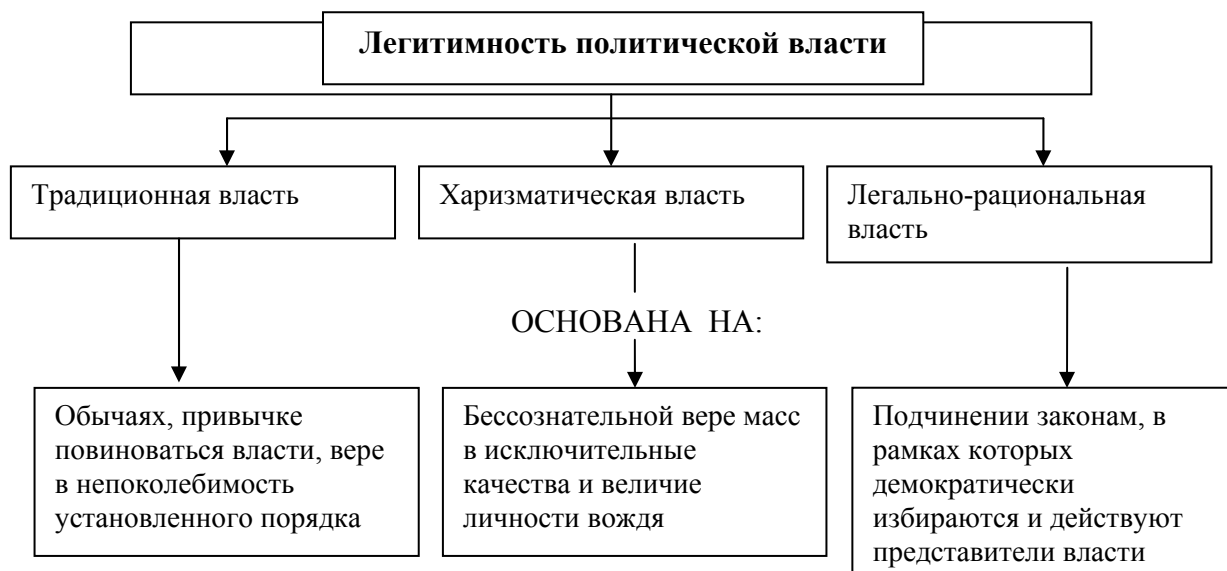 Легитимность политической власти
Традиционная власть
Харизматическая власть
Легально-рациональная
власть
ОСНОВАНА НА:
Обычаях, привычке
повиноваться власти, вере
в непоколебимость
установленного порядка
Бессознательной вере масс
в исключительные
качества и величие
личности вождя
Подчинении законам, в
рамках которых
демократически
избираются и действуют
представители власти